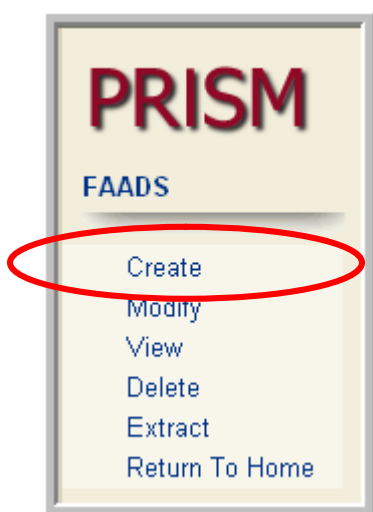 PRISM
FAADS
Create
Modify
View
Delete
Extract
Return To Home